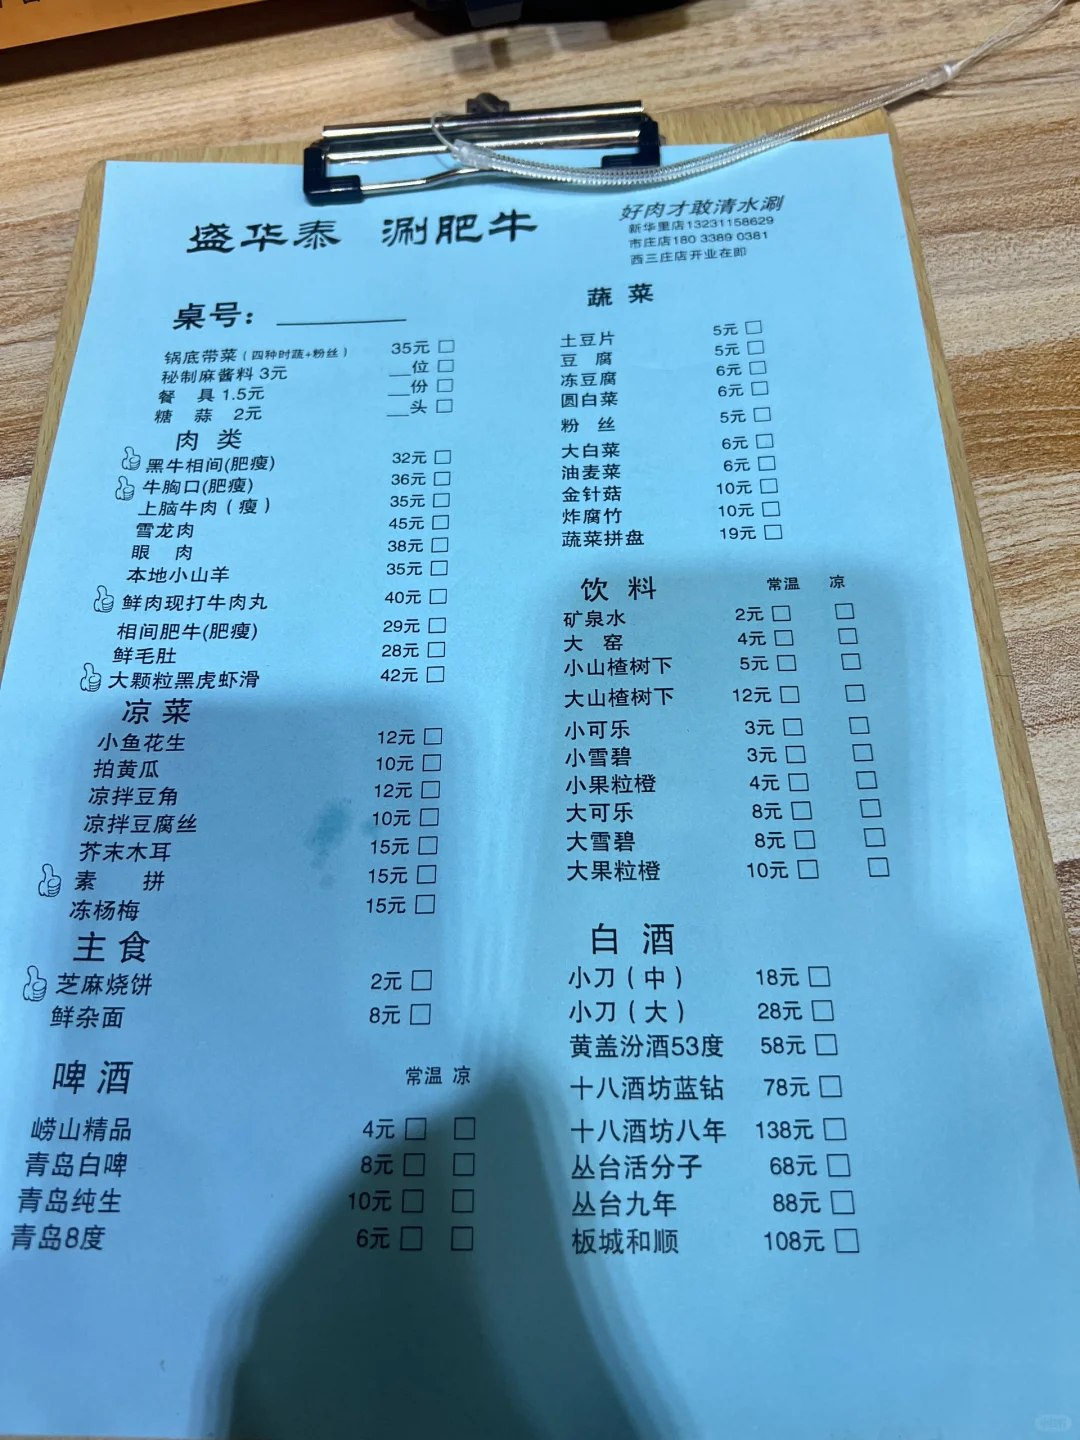 盛华泰 涮肥牛
好肉才敢清水涮
新华里店13231158629
市庄店180 3389 0381
西三庄店开业在即
桌号：
锅底带菜（四种时蔬+粉丝） 35元 □
秘制麻酱料 3元 __位 □
餐 具 1.5元 __份 □
糖 蒜 2元 __头 □
肉 类
黑牛相间(肥瘦) 32元 □
牛胸口(肥瘦) 36元 □
上脑牛肉（瘦） 35元 □
雪龙肉 45元 □
眼 肉 38元 □
本地小山羊 35元 □
鲜肉现打牛肉丸 40元 □
相间肥牛(肥瘦) 29元 □
鲜毛肚 28元 □
大颗粒黑虎虾滑 42元 □
凉 菜
小鱼花生 12元 □
拍黄瓜 10元 □
凉拌豆角 12元 □
凉拌豆腐丝 10元 □
芥末木耳 15元 □
素 拼 15元 □
冻杨梅 15元 □
主 食
芝麻烧饼 2元 □
鲜杂面 8元 □
啤 酒 常温 凉
崂山精品 4元 □ □
青岛白啤 8元 □ □
青岛纯生 10元 □ □
青岛8度 6元 □ □
蔬 菜
土豆片 5元 □
豆 腐 5元 □
冻豆腐 6元 □
圆白菜 6元 □
粉 丝 5元 □
大白菜 6元 □
油麦菜 6元 □
金针菇 10元 □
炸腐竹 10元 □
蔬菜拼盘 19元 □
饮 料 常温 凉
矿泉水 2元 □ □
大 窑 4元 □ □
小山楂树下 5元 □ □
大山楂树下 12元 □ □
小可乐 3元 □ □
小雪碧 3元 □ □
小果粒橙 4元 □ □
大可乐 8元 □ □
大雪碧 8元 □ □
大果粒橙 10元 □ □
白 酒
小刀（中） 18元 □
小刀（大） 28元 □
黄盖汾酒53度 58元 □
十八酒坊蓝钻 78元 □
十八酒坊八年 138元 □
丛台活分子 68元 □
丛台九年 88元 □
板城和顺 108元 □